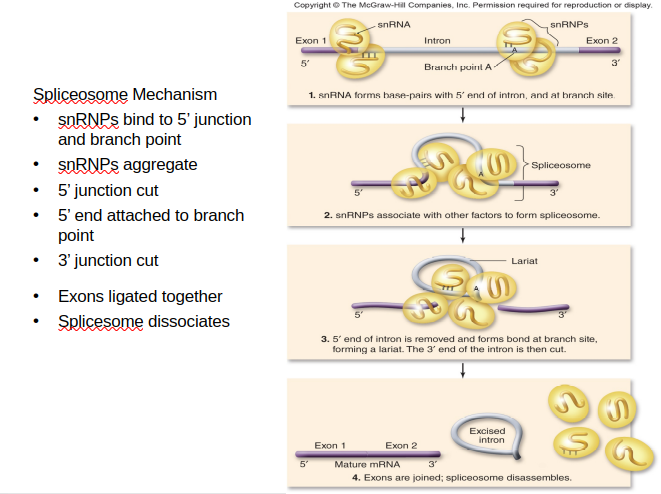 Copyright © The McGraw-Hill Companies, Inc. Permission required for reproduction or display.
Spliceosome Mechanism
• snRNPs bind to 5’ junction
and branch point
• snRNPs aggregate
• 5’ junction cut
• 5’ end attached to branch
point
• 3’ junction cut
• Exons ligated together
• Splicesome dissociates
snRNA
snRNPs
Exon 1
Intron
Exon 2
A
5′
Branch point A
3′
1. snRNA forms base-pairs with 5′ end of intron, and at branch site.
Spliceosome
A
5′
3′
2. snRNPs associate with other factors to form spliceosome.
Lariat
A
5′
3′
3. 5′ end of intron is removed and forms bond at branch site,
forming a lariat. The 3′ end of the intron is then cut.
Excised
intron
Exon 1
Exon 2
5′
Mature mRNA
3′
4. Exons are joined; spliceosome disassembles.